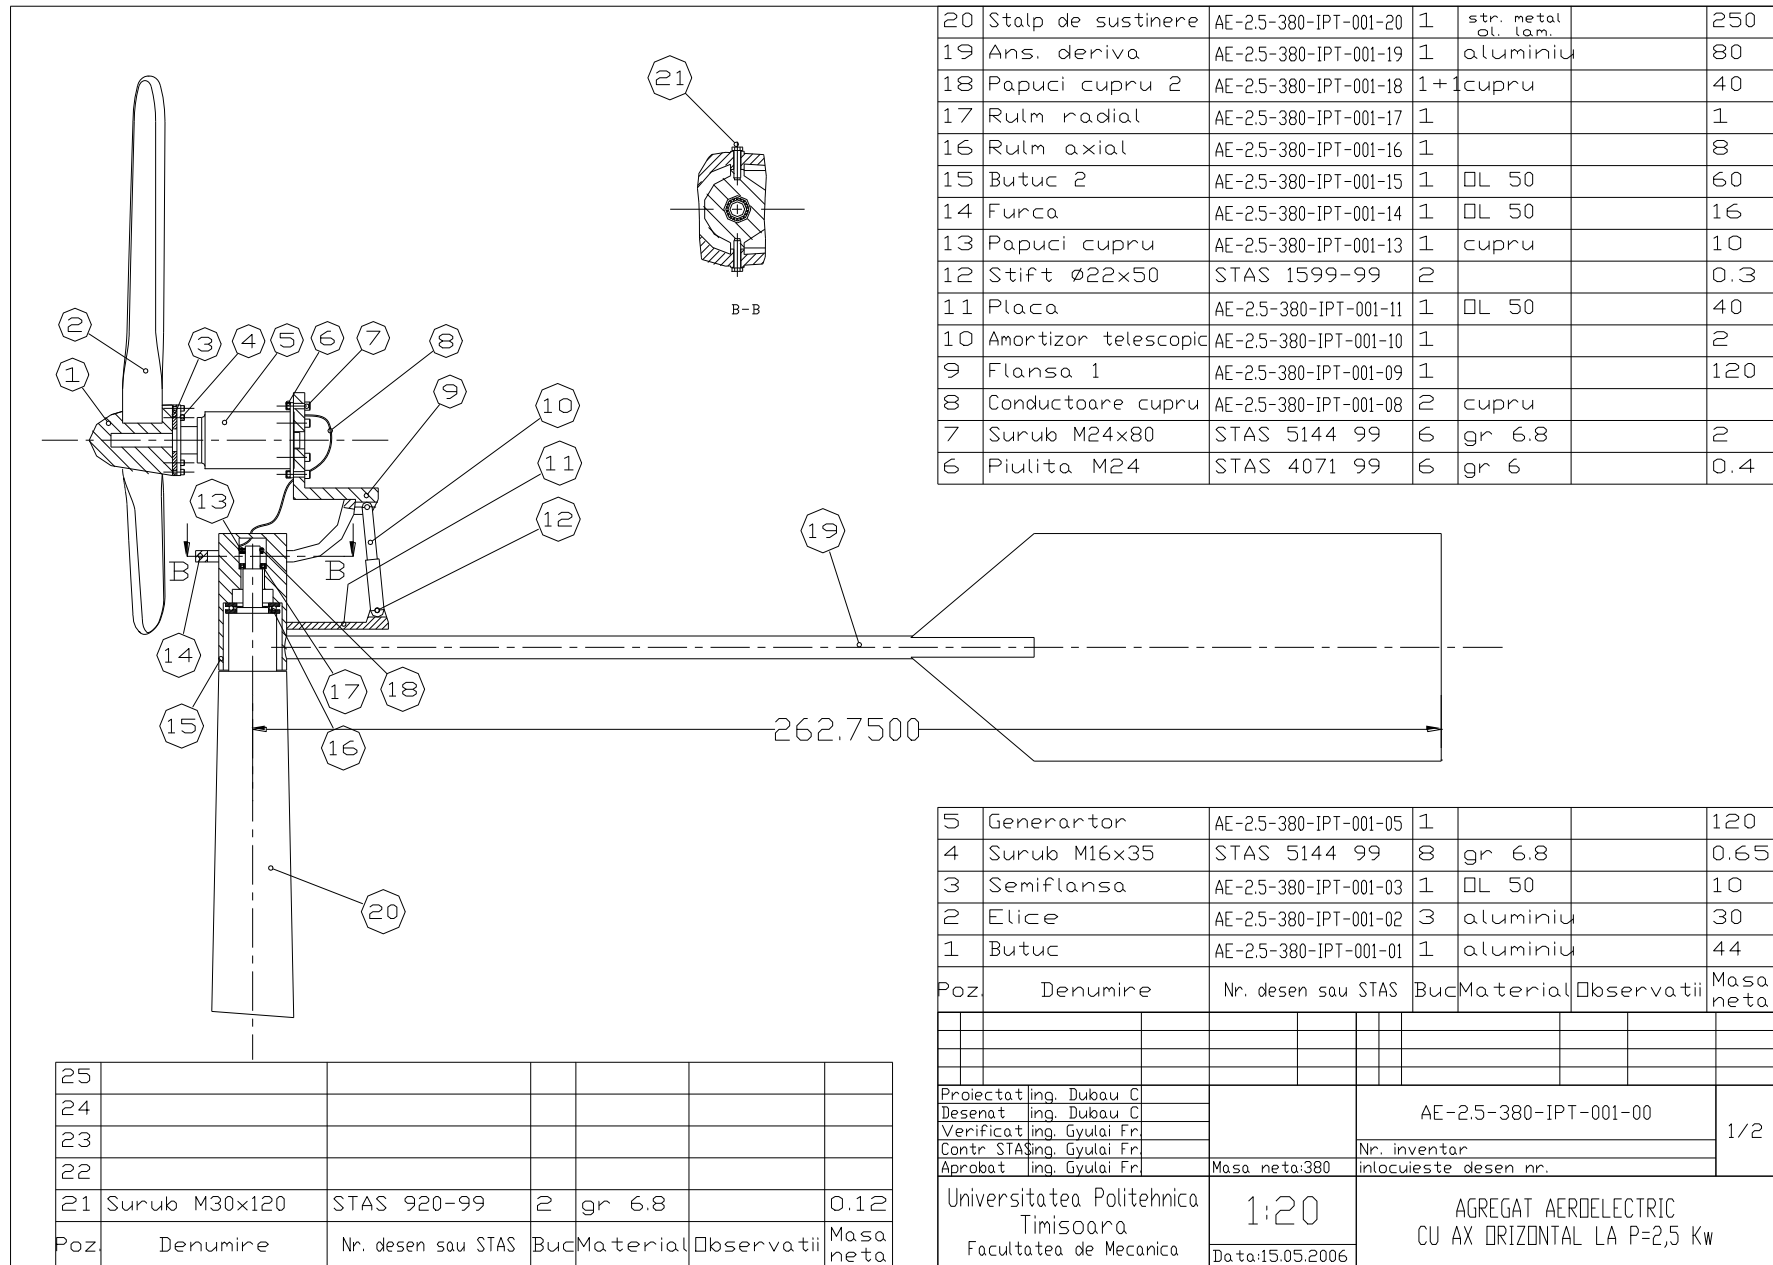 20 Stalp de sustinere AE-2.5-380-IPT-001-20 1 str. metal ol. lam. 250
19 Ans. deriva AE-2.5-380-IPT-001-19 1 aluminiu 80
18 Papuci cupru 2 AE-2.5-380-IPT-001-18 1+1 cupru 40
17 Rulm radial AE-2.5-380-IPT-001-17 1 1
16 Rulm axial AE-2.5-380-IPT-001-16 1 8
15 Butuc 2 AE-2.5-380-IPT-001-15 1 OL 50 60
14 Furca AE-2.5-380-IPT-001-14 1 OL 50 16
13 Papuci cupru AE-2.5-380-IPT-001-13 1 cupru 10
12 Stift Ø22x50 STAS 1599-99 2 0.3
11 Placa AE-2.5-380-IPT-001-11 1 OL 50 40
10 Amortizor telescopic AE-2.5-380-IPT-001-10 1 2
9 Flansa 1 AE-2.5-380-IPT-001-09 1 120
8 Conductoare cupru AE-2.5-380-IPT-001-08 2 cupru
7 Surub M24x80 STAS 5144 99 6 gr 6.8 2
6 Piulita M24 STAS 4071 99 6 gr 6 0.4
21
B-B
1
2
3
4
5
6
7
8
9
10
11
12
13
B
B
14
15
16
17
18
19
20
262.7500
5 Generartor AE-2.5-380-IPT-001-05 1 120
4 Surub M16x35 STAS 5144 99 8 gr 6.8 0.65
3 Semiflansa AE-2.5-380-IPT-001-03 1 OL 50 10
2 Elice AE-2.5-380-IPT-001-02 3 aluminiu 30
1 Butuc AE-2.5-380-IPT-001-01 1 aluminiu 44
Poz. Denumire Nr. desen sau STAS Buc Material Observatii Masa neta
25
24
23
22
21 Surub M30x120 STAS 920-99 2 gr 6.8 0.12
Poz. Denumire Nr. desen sau STAS Buc Material Observatii Masa neta
Proiectat ing. Dubau C
Desenat ing. Dubau C
Verificat ing. Gyulai Fr.
Contr STAS ing. Gyulai Fr.
Aprobat ing. Gyulai Fr.
Masa neta:380
AE-2.5-380-IPT-001-00
Nr. inventar
inlocuieste desen nr.
1/2
Universitatea Politehnica
Timisoara
Facultatea de Mecanica
1:20
Data:15.05.2006
AGREGAT AEROELECTRIC
CU AX ORIZONTAL LA P=2,5 Kw